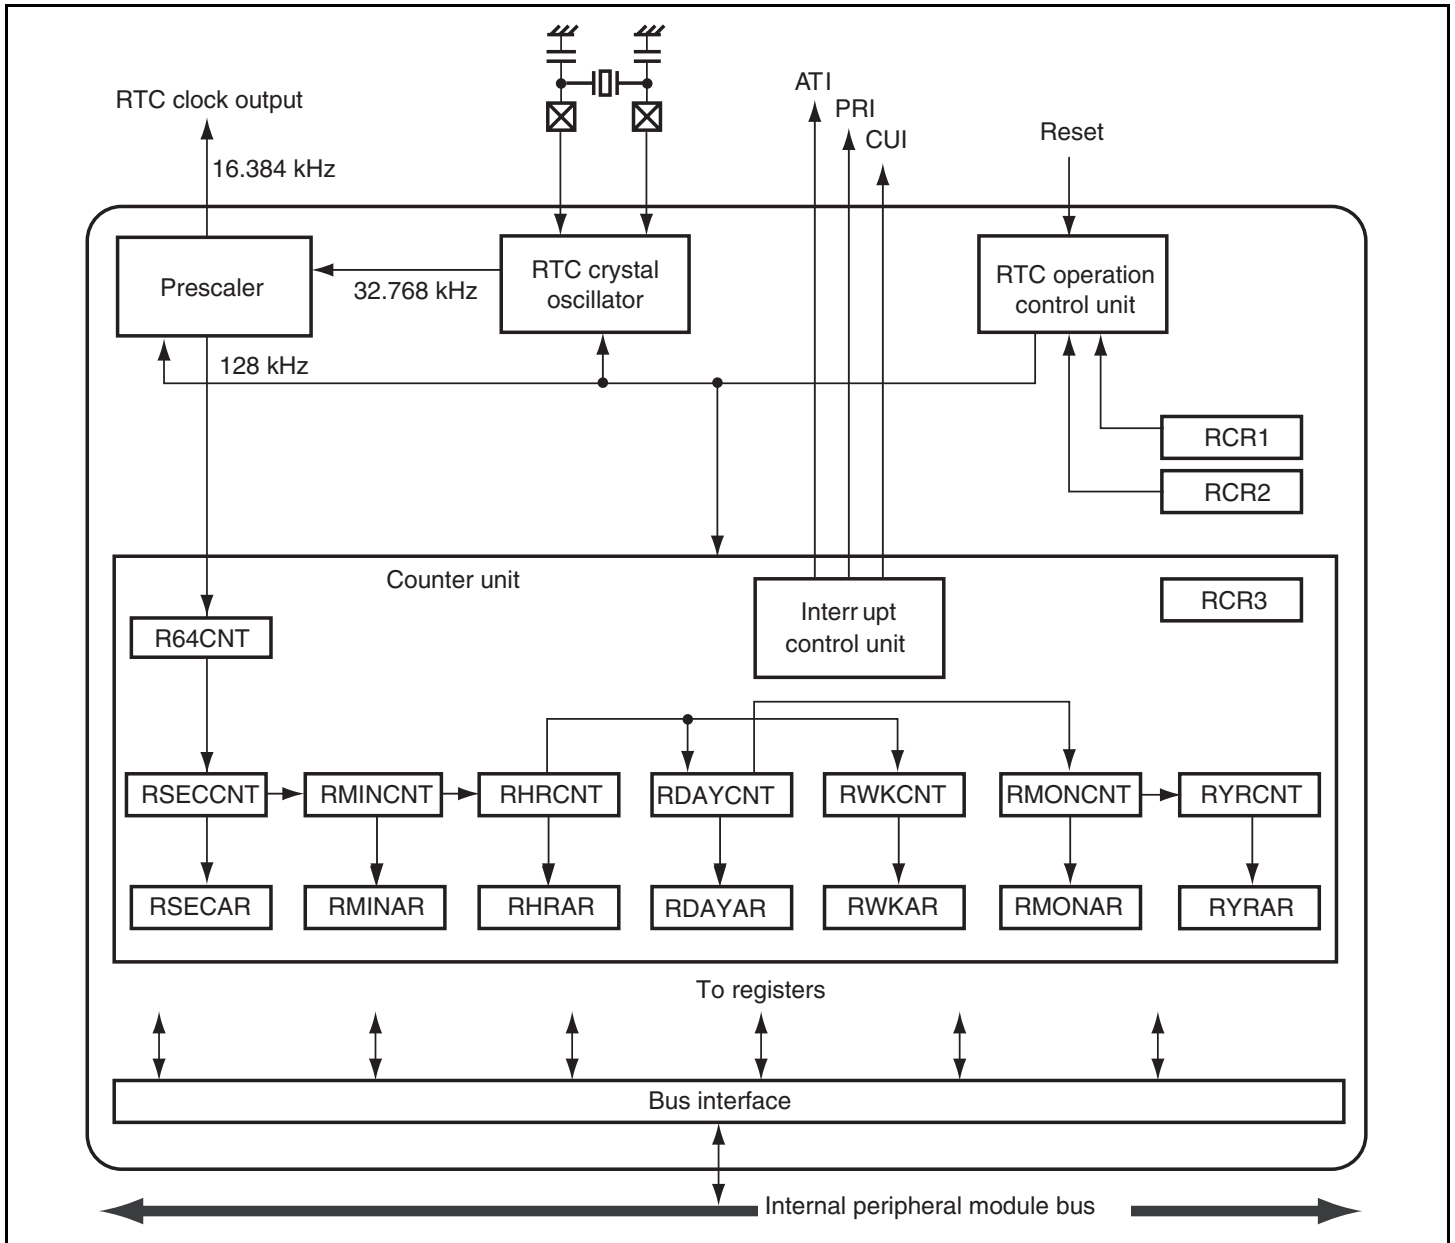 ATI
RTC clock output
PRI
Reset
CUI
16.384 kHz
Prescaler
RTC crystal
oscillator
32.768 kHz
RTC operation
control unit
128 kHz
RCR1
RCR2
Counter unit
RCR3
Interrupt
control unit
R64CNT
RSECCNT
RMINCNT
RHRCNT
RDAYCNT
RWKCNT
RMONCNT
RYRCNT
RSECAR
RMINAR
RHRAR
RDAYAR
RWKAR
RMONAR
RYRAR
To registers
Bus interface
Internal peripheral module bus